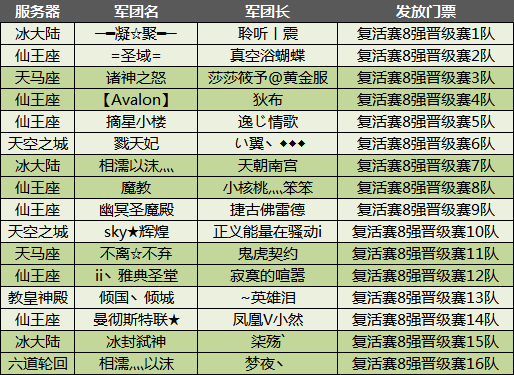 服务器 军团名 军团长 发放门票
冰大陆 ─━凝☆聚━─ 聆听丨震 复活赛8强晋级赛1队
仙王座 =圣域= 真空浴蝴蝶 复活赛8强晋级赛2队
天马座 诸神之怒 莎莎筱予@黄金服 复活赛8强晋级赛3队
仙王座 【Avalon】 狄布 复活赛8强晋级赛4队
仙王座 摘星小楼 逸じ情歌 复活赛8强晋级赛5队
天空之城 戮天妃 い翼丶◆◆◆ 复活赛8强晋级赛6队
冰大陆 相濡以沫灬 天朝南宫 复活赛8强晋级赛7队
仙王座 魔教 小核桃灬笨笨 复活赛8强晋级赛8队
仙王座 幽冥圣魔殿 捷古佛雷德 复活赛8强晋级赛9队
天空之城 sky★辉煌 正义能量在骚动i 复活赛8强晋级赛10队
天马座 不离☆不弃 鬼虎契约 复活赛8强晋级赛11队
仙王座 ii丶雅典圣堂 寂寞的喧嚣 复活赛8强晋级赛12队
教皇神殿 倾国丶倾城 ~英雄泪 复活赛8强晋级赛13队
仙王座 曼彻斯特联★ 凤凰V小然 复活赛8强晋级赛14队
冰大陆 冰封弑神 柒殇` 复活赛8强晋级赛15队
六道轮回 相濡灬以沫 梦夜丶 复活赛8强晋级赛16队